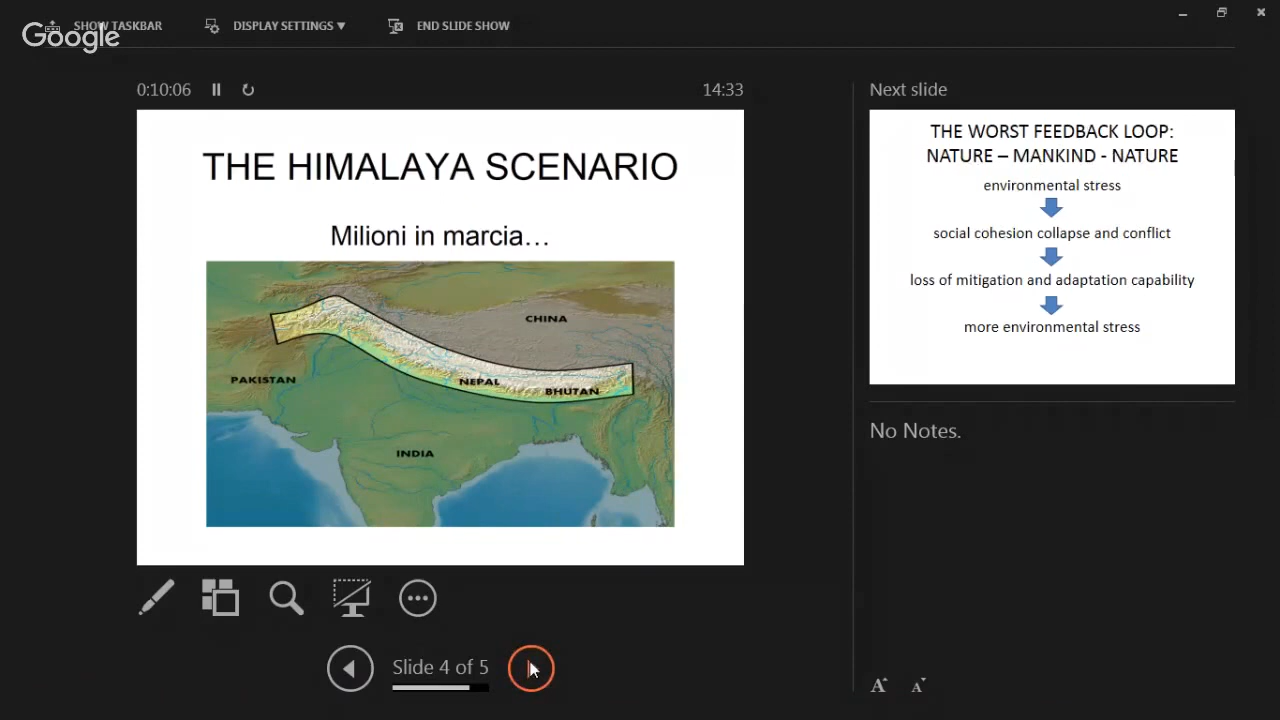 SHOW TASKBAR
DISPLAY SETTINGS ▼
END SLIDE SHOW
Google
0:10:06
14:33
THE HIMALAYA SCENARIO
Milioni in marcia…
CHINA
PAKISTAN
NEPAL
BHUTAN
INDIA
Slide 4 of 5
Next slide
THE WORST FEEDBACK LOOP:
NATURE – MANKIND - NATURE
environmental stress
social cohesion collapse and conflict
loss of mitigation and adaptation capability
more environmental stress
No Notes.
A A